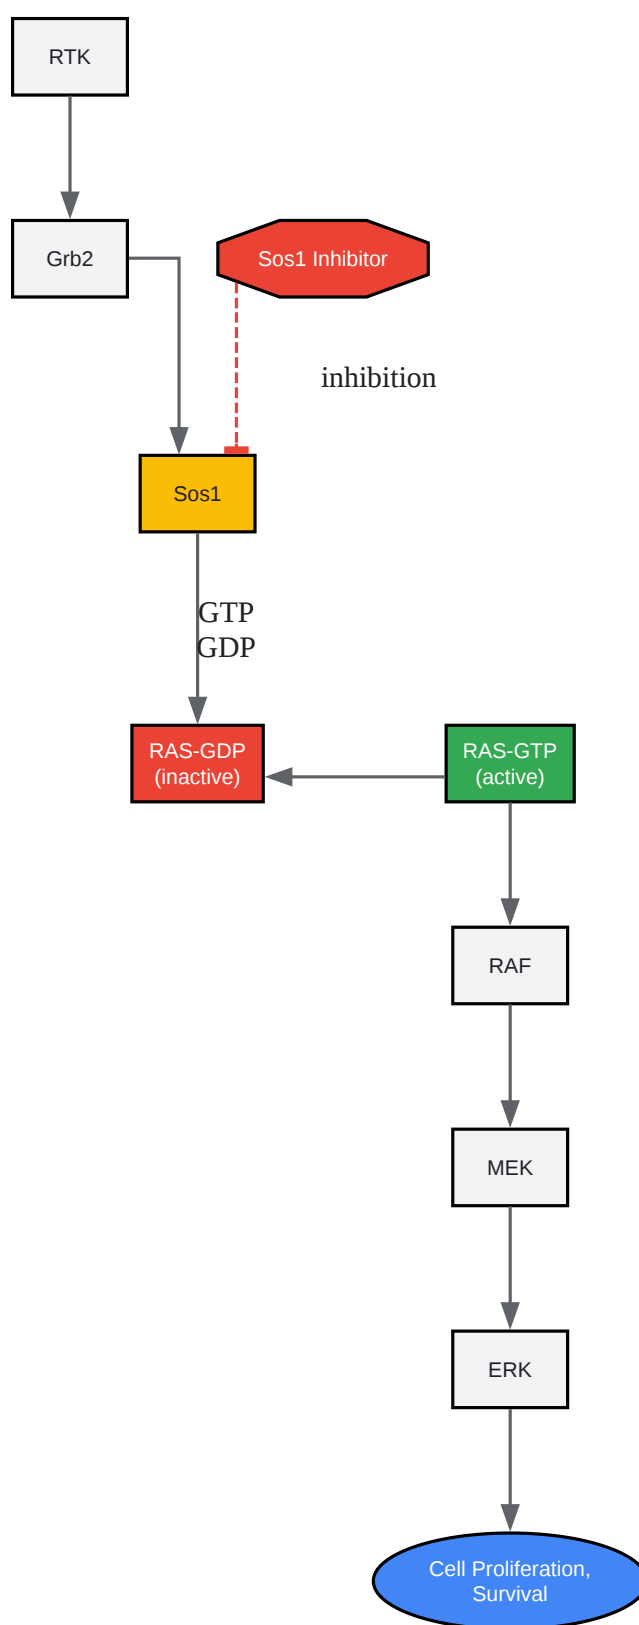 RTK
Grb2
Sos1 Inhibitor
inhibition
Sos1
GTP
GDP
RAS-GDP
(inactive)
RAS-GTP
(active)
RAF
MEK
ERK
Cell Proliferation,
Survival